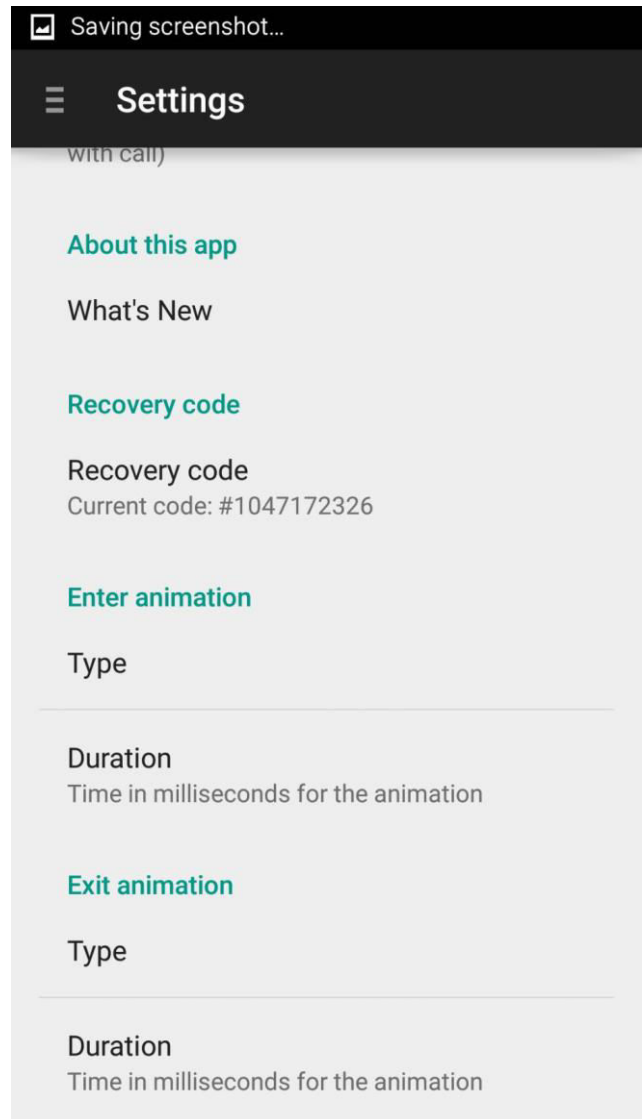 Saving screenshot…
Settings
with call)
About this app
What's New
Recovery code
Recovery code
Current code: #1047172326
Enter animation
Type
Duration
Time in milliseconds for the animation
Exit animation
Type
Duration
Time in milliseconds for the animation